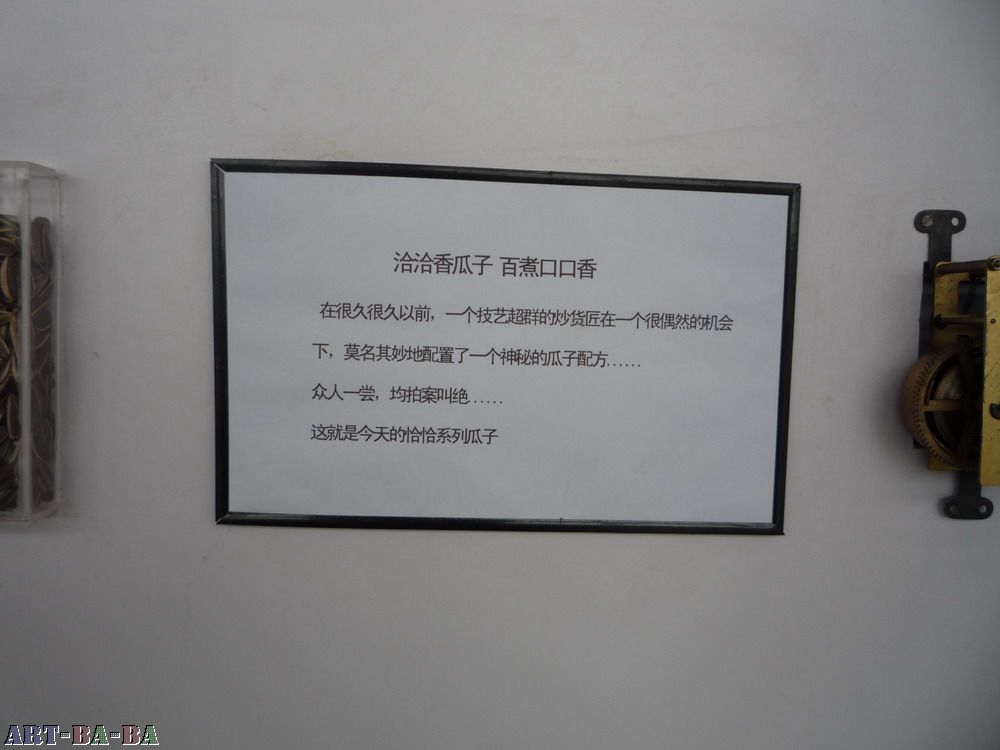 洽洽香瓜子 百煮口口香
在很久很久以前，一个技艺超群的炒货匠在一个很偶然的机会
下，莫名其妙地配置了一个神秘的瓜子配方......
众人一尝，均拍案叫绝.....
这就是今天的恰恰系列瓜子
ART-BA-BA